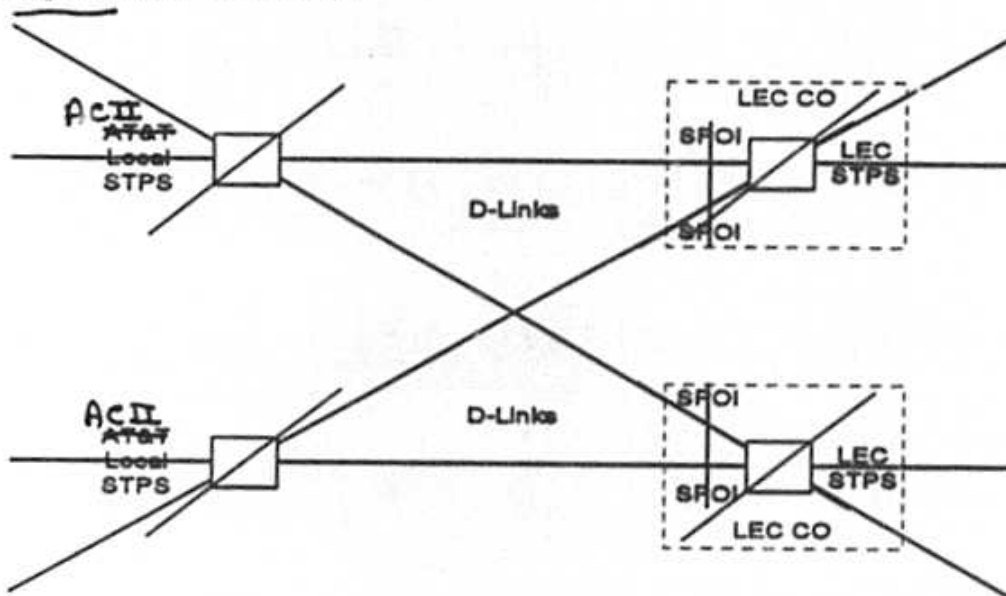 LEC CO
ACII
AT&T
Local
STPS
SPOI
LEC
STPS
D-Links
SPOI
SPOI
ACII
AT&T
Local
STPS
D-Links
LEC
STPS
SPOI
LEC CO